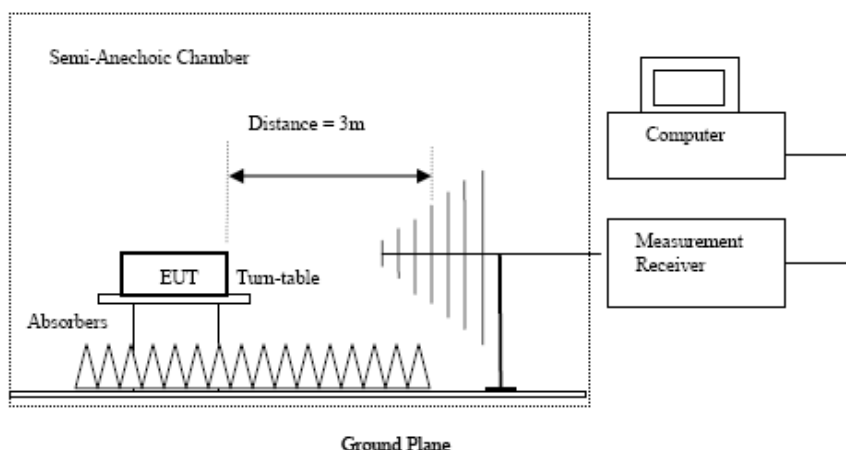 Semi-Anechoic Chamber
Distance = 3m
Computer
Measurement
Receiver
EUT
Turn-table
Absorbers
Ground Plane